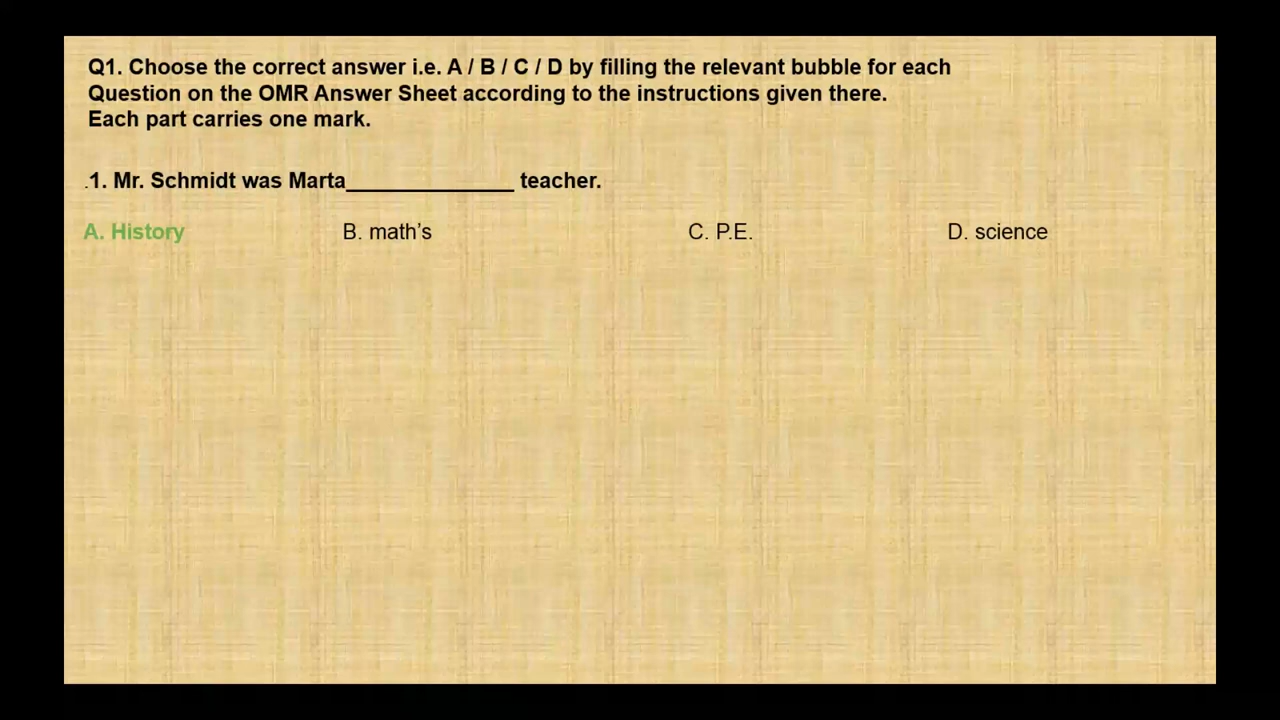 Q1. Choose the correct answer i.e. A / B / C / D by filling the relevant bubble for each
Question on the OMR Answer Sheet according to the instructions given there.
Each part carries one mark.
.1. Mr. Schmidt was Marta______________ teacher.
A. History B. math’s C. P.E. D. science